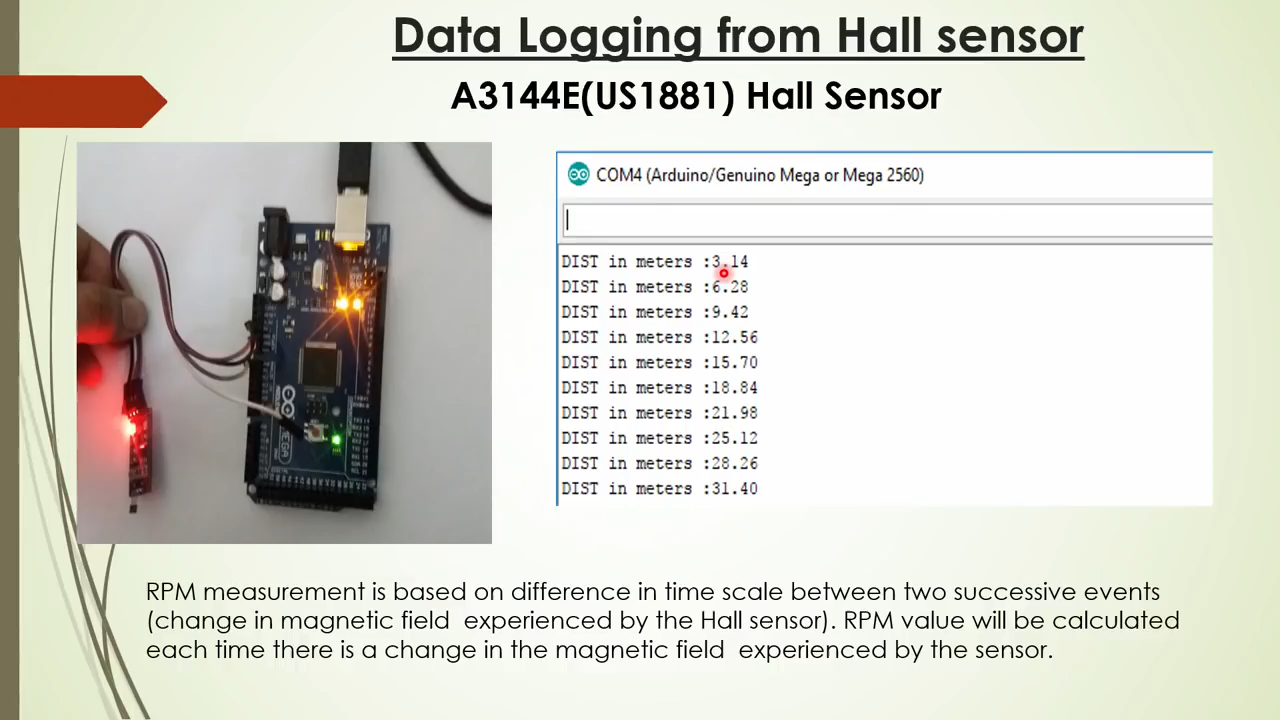 Data Logging from Hall sensor
A3144E(US1881) Hall Sensor
COM4 (Arduino/Genuino Mega or Mega 2560)
DIST in meters :3.14
DIST in meters :6.28
DIST in meters :9.42
DIST in meters :12.56
DIST in meters :15.70
DIST in meters :18.84
DIST in meters :21.98
DIST in meters :25.12
DIST in meters :28.26
DIST in meters :31.40
RPM measurement is based on difference in time scale between two successive events
(change in magnetic field experienced by the Hall sensor). RPM value will be calculated
each time there is a change in the magnetic field experienced by the sensor.